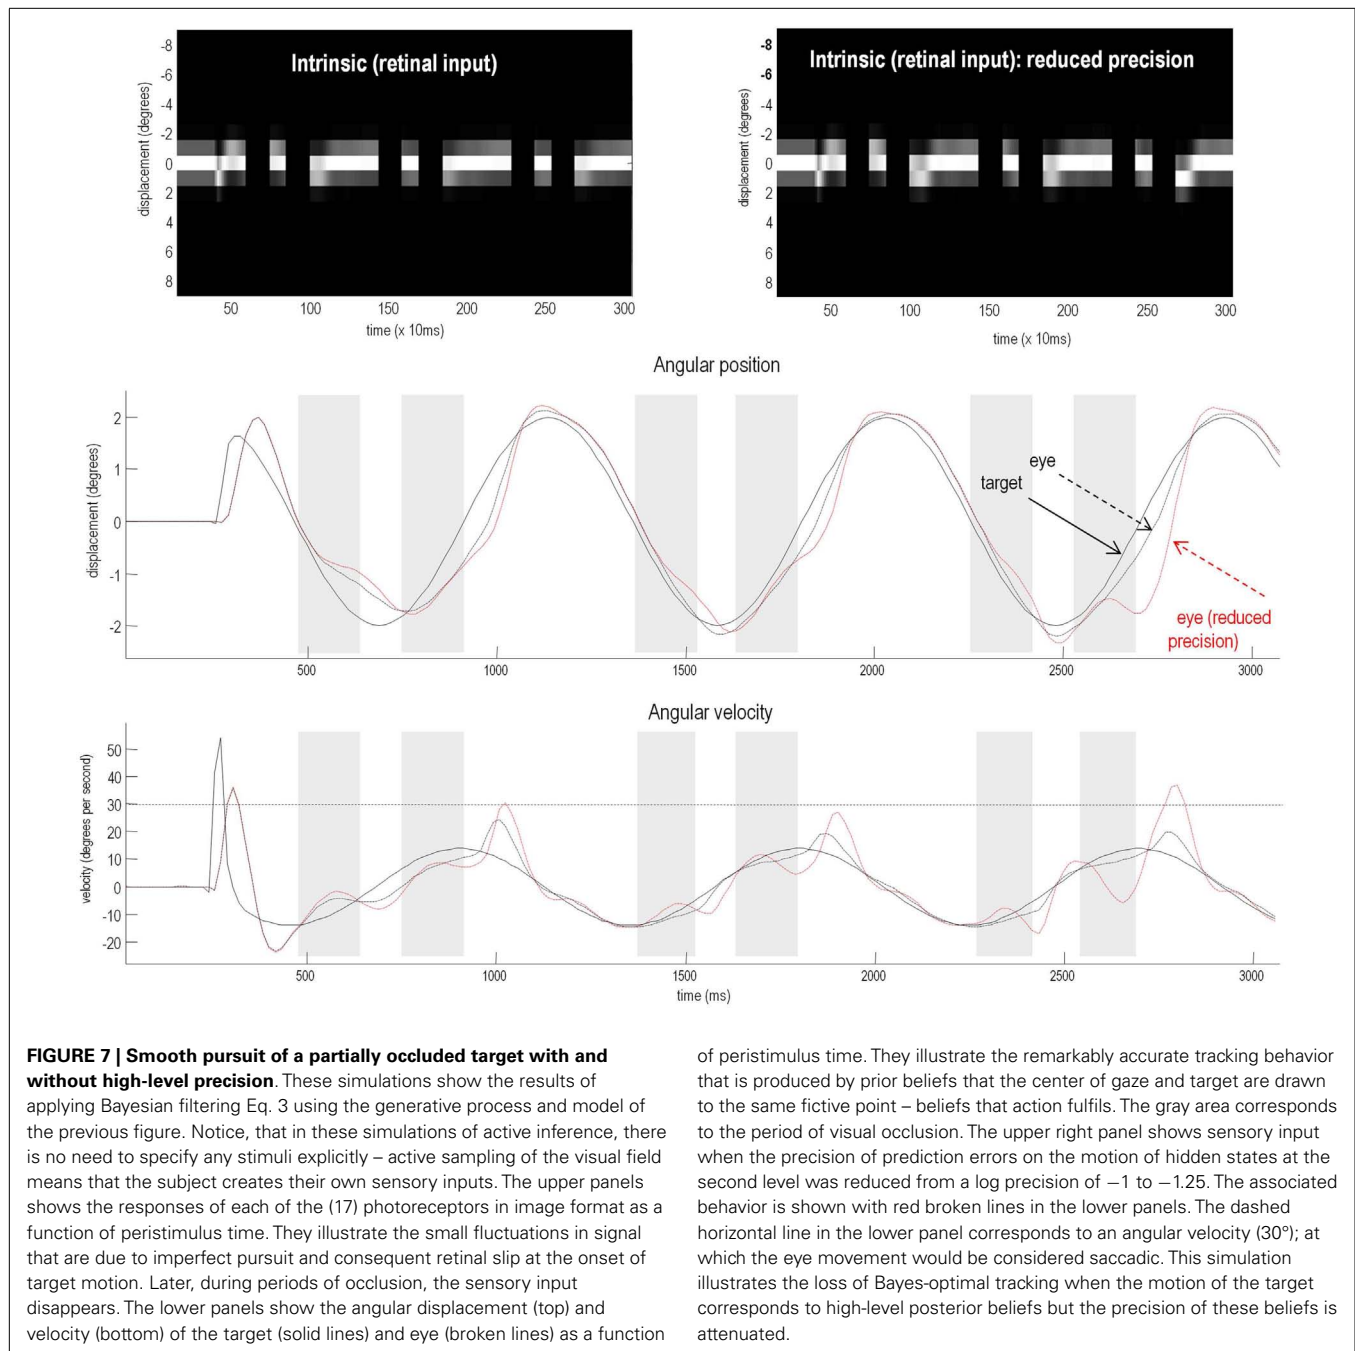 Intrinsic (retinal input)
-8
-6
-4
-2
0
2
4
6
8
displacement (degrees)
50
100
150
200
250
300
time (x 10ms)
Intrinsic (retinal input): reduced precision
-8
-6
-4
-2
0
2
4
6
8
displacement (degrees)
50
100
150
200
250
300
time (x 10ms)
Angular position
2
1
0
-1
-2
displacement (degrees)
eye
target
eye (reduced
precision)
500
1000
1500
2000
2500
3000
Angular velocity
50
40
30
20
10
0
-10
-20
velocity (degrees per second)
500
1000
1500
2000
2500
3000
time (ms)
FIGURE 7 | Smooth pursuit of a partially occluded target with and
without high-level precision. These simulations show the results of
applying Bayesian filtering Eq. 3 using the generative process and model of
the previous figure. Notice, that in these simulations of active inference, there
is no need to specify any stimuli explicitly – active sampling of the visual field
means that the subject creates their own sensory inputs. The upper panels
shows the responses of each of the (17) photoreceptors in image format as a
function of peristimulus time. They illustrate the small fluctuations in signal
that are due to imperfect pursuit and consequent retinal slip at the onset of
target motion. Later, during periods of occlusion, the sensory input
disappears. The lower panels show the angular displacement (top) and
velocity (bottom) of the target (solid lines) and eye (broken lines) as a function
of peristimulus time. They illustrate the remarkably accurate tracking behavior
that is produced by prior beliefs that the center of gaze and target are drawn
to the same fictive point – beliefs that action fulfils. The gray area corresponds
to the period of visual occlusion. The upper right panel shows sensory input
when the precision of prediction errors on the motion of hidden states at the
second level was reduced from a log precision of −1 to −1.25. The associated
behavior is shown with red broken lines in the lower panels. The dashed
horizontal line in the lower panel corresponds to an angular velocity (30°); at
which the eye movement would be considered saccadic. This simulation
illustrates the loss of Bayes-optimal tracking when the motion of the target
corresponds to high-level posterior beliefs but the precision of these beliefs is
attenuated.